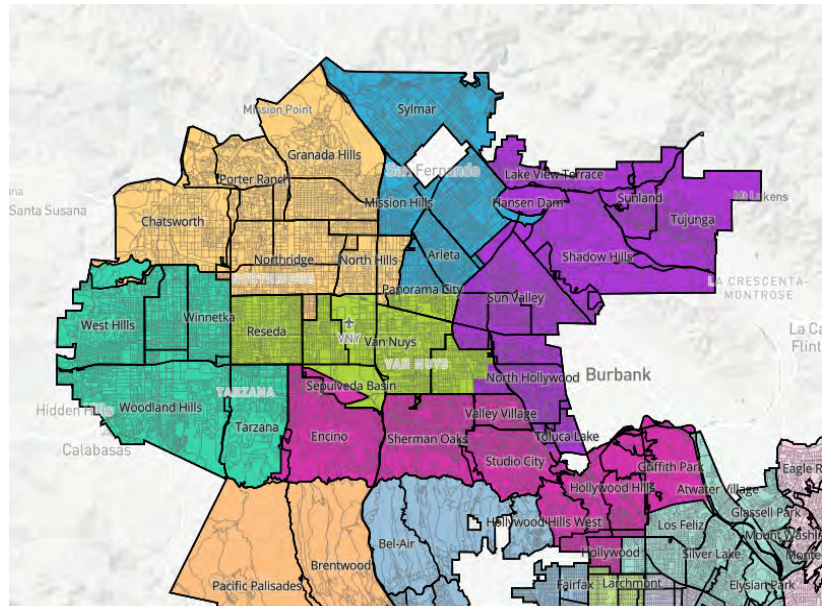 Mission Point
Sylmar
Granada Hills
San Fernando
Porter Ranch
Lake View Terrace
Sunland
Mt Lukens
Santa Susana
Chatsworth
Mission Hills
Hansen Dam
Tujunga
Northridge
North Hills
Arleta
Shadow Hills
NORTHRIDGE
Panorama City
Sun Valley
LA CRESCENTA-
MONTROSE
West Hills
Winnetka
Reseda
VNY
Van Nuys
La Ca
Flint
VAN NUYS
North Hollywood
Burbank
Sepulveda Basin
TARZANA
Hidden Hills
Woodland Hills
Valley Village
Tarzana
Encino
Sherman Oaks
Toluca Lake
Calabasas
Studio City
Griffith Park
Eagle R
Hollywood Hills
Atwater Village
Glassell Park
Hollywood Hills West
Los Feliz
Mount Washin
Bel-Air
Hollywood
Silver Lake
Monte
Brentwood
Pacific Palisades
Fairfax
Larchmont
Elysian Park